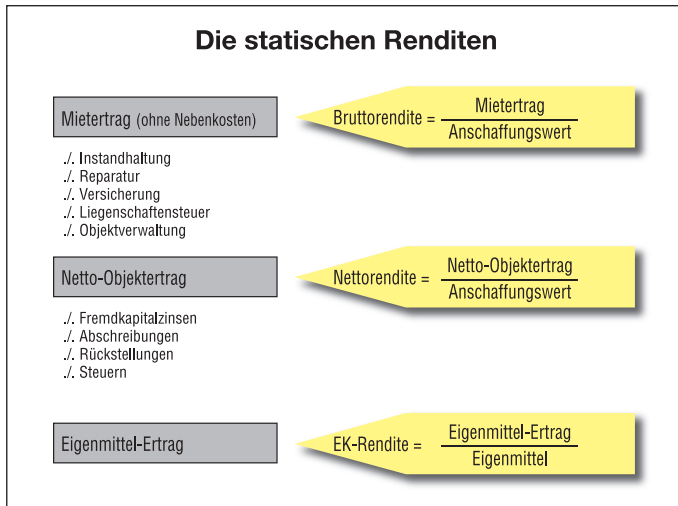 Die statischen Renditen
Mietertrag (ohne Nebenkosten)
Bruttorendite = Mietertrag
Anschaffungswert
./. Instandhaltung
./. Reparatur
./. Versicherung
./. Liegenschaftensteuer
./. Objektverwaltung
Netto-Objektertrag
Nettorendite = Netto-Objektertrag
Anschaffungswert
./. Fremdkapitalzinsen
./. Abschreibungen
./. Rückstellungen
./. Steuern
Eigenmittel-Ertrag
EK-Rendite = Eigenmittel-Ertrag
Eigenmittel